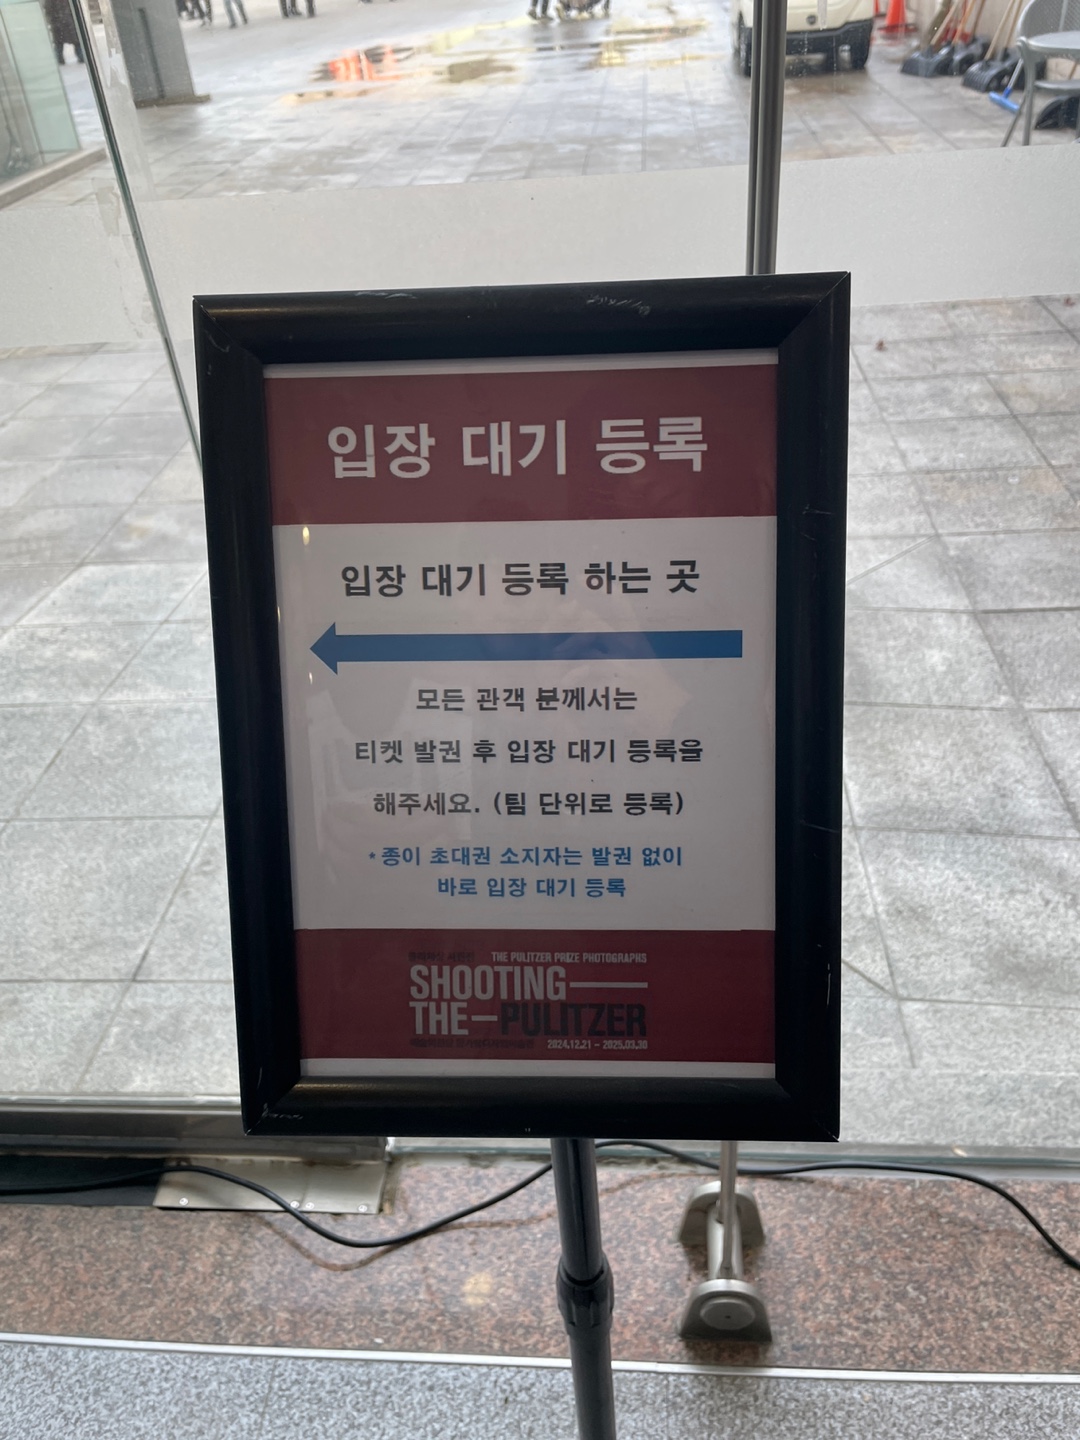 입장 대기 등록
입장 대기 등록 하는 곳
모든 관객 분께서는
티켓 발권 후 입장 대기 등록을
해주세요. (팀 단위로 등록)
* 종이 초대권 소지자는 발권 없이
바로 입장 대기 등록
THE PULITZER PRIZE PHOTOGRAPHS
SHOOTING
THE — PULITZER
2024.12.21 – 2025.03.30